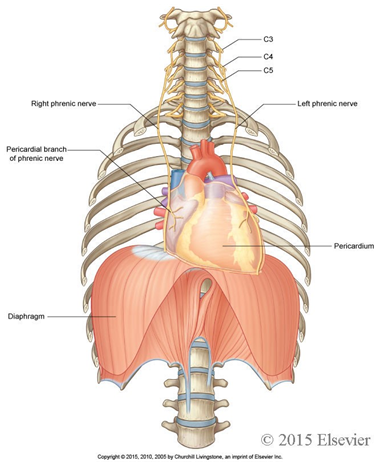 C3
C4
C5
Right phrenic nerve
Left phrenic nerve
Pericardial branch
of phrenic nerve
Pericardium
Diaphragm
© 2015 Elsevier
Copyright © 2015, 2010, 2005 by Churchill Livingstone, an imprint of Elsevier Inc.